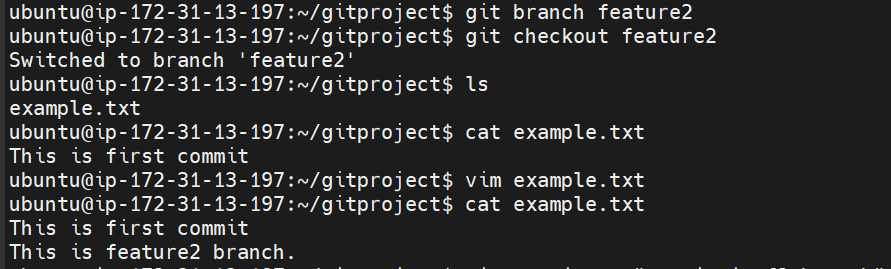 ubuntu@ip-172-31-13-197:~/gitproject$ git branch feature2
ubuntu@ip-172-31-13-197:~/gitproject$ git checkout feature2
Switched to branch 'feature2'
ubuntu@ip-172-31-13-197:~/gitproject$ ls
example.txt
ubuntu@ip-172-31-13-197:~/gitproject$ cat example.txt
This is first commit
ubuntu@ip-172-31-13-197:~/gitproject$ vim example.txt
ubuntu@ip-172-31-13-197:~/gitproject$ cat example.txt
This is first commit
This is feature2 branch.